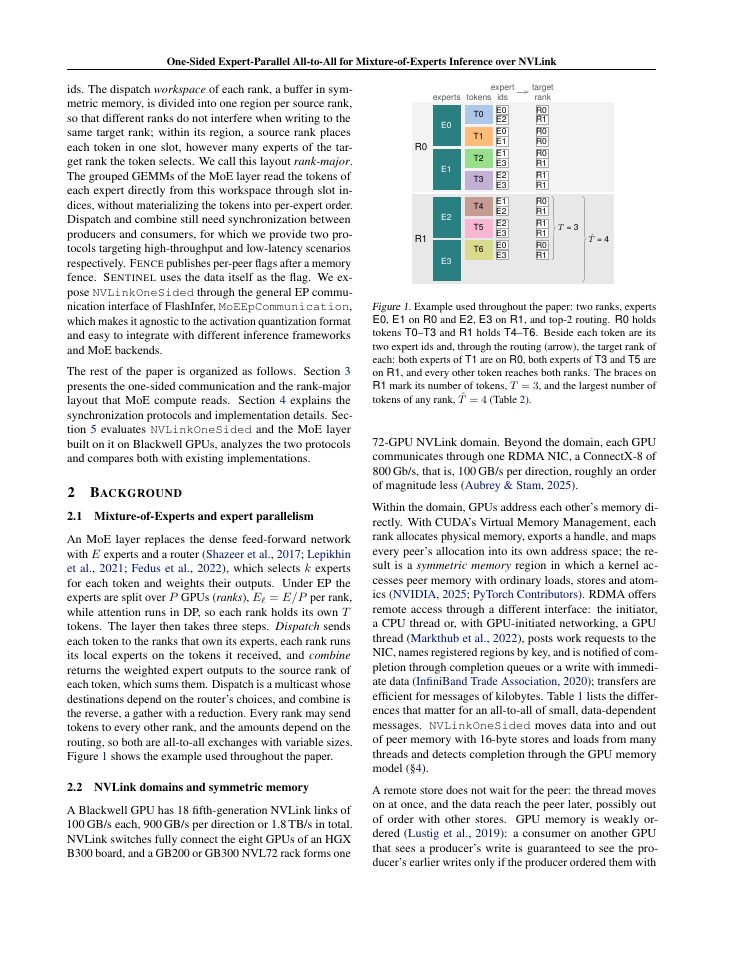 One-Sided Expert-Parallel All-to-All for Mixture-of-Experts Inference over NVLink
ids. The dispatch workspace of each rank, a buffer in sym-
metric memory, is divided into one region per source rank,
so that different ranks do not interfere when writing to the
same target rank; within its region, a source rank places
each token in one slot, however many experts of the tar-
get rank the token selects. We call this layout rank-major.
The grouped GEMMs of the MoE layer read the tokens of
each expert directly from this workspace through slot in-
dices, without materializing the tokens into per-expert order.
Dispatch and combine still need synchronization between
producers and consumers, for which we provide two pro-
tocols targeting high-throughput and low-latency scenarios
respectively. FENCE publishes per-peer flags after a memory
fence. SENTINEL uses the data itself as the flag. We ex-
pose NVLinkOneSided through the general EP commu-
nication interface of FlashInfer, MoEEpCommunication,
which makes it agnostic to the activation quantization format
and easy to integrate with different inference frameworks
and MoE backends.
The rest of the paper is organized as follows. Section 3
presents the one-sided communication and the rank-major
layout that MoE compute reads. Section 4 explains the
synchronization protocols and implementation details. Sec-
tion 5 evaluates NVLinkOneSided and the MoE layer
built on it on Blackwell GPUs, analyzes the two protocols
and compares both with existing implementations.
2 BACKGROUND
2.1 Mixture-of-Experts and expert parallelism
An MoE layer replaces the dense feed-forward network
with E experts and a router (Shazeer et al., 2017; Lepikhin
et al., 2021; Fedus et al., 2022), which selects k experts
for each token and weights their outputs. Under EP the
experts are split over P GPUs (ranks), Eℓ = E/P per rank,
while attention runs in DP, so each rank holds its own T
tokens. The layer then takes three steps. Dispatch sends
each token to the ranks that own its experts, each rank runs
its local experts on the tokens it received, and combine
returns the weighted expert outputs to the source rank of
each token, which sums them. Dispatch is a multicast whose
destinations depend on the router's choices, and combine is
the reverse, a gather with a reduction. Every rank may send
tokens to every other rank, and the amounts depend on the
routing, so both are all-to-all exchanges with variable sizes.
Figure 1 shows the example used throughout the paper.
2.2 NVLink domains and symmetric memory
A Blackwell GPU has 18 fifth-generation NVLink links of
100 GB/s each, 900 GB/s per direction or 1.8 TB/s in total.
NVLink switches fully connect the eight GPUs of an HGX
B300 board, and a GB200 or GB300 NVL72 rack forms one
experts tokens expert ids → target rank
R0
E0
E1
T0 E0 R0
E2 R1
T1 E0 R0
E1 R0
T2 E1 R0
E3 R1
T3 E2 R1
E3 R1
R1
E2
E3
T4 E1 R0
E2 R1
T5 E2 R1
E3 R1
T6 E0 R0
E3 R1
T = 3
T̂ = 4
Figure 1. Example used throughout the paper: two ranks, experts
E0, E1 on R0 and E2, E3 on R1, and top-2 routing. R0 holds
tokens T0–T3 and R1 holds T4–T6. Beside each token are its
two expert ids and, through the routing (arrow), the target rank of
each: both experts of T1 are on R0, both experts of T3 and T5 are
on R1, and every other token reaches both ranks. The braces on
R1 mark its number of tokens, T = 3, and the largest number of
tokens of any rank, T̂ = 4 (Table 2).
72-GPU NVLink domain. Beyond the domain, each GPU
communicates through one RDMA NIC, a ConnectX-8 of
800 Gb/s, that is, 100 GB/s per direction, roughly an order
of magnitude less (Aubrey & Stam, 2025).
Within the domain, GPUs address each other's memory di-
rectly. With CUDA's Virtual Memory Management, each
rank allocates physical memory, exports a handle, and maps
every peer's allocation into its own address space; the re-
sult is a symmetric memory region in which a kernel ac-
cesses peer memory with ordinary loads, stores and atom-
ics (NVIDIA, 2025; PyTorch Contributors). RDMA offers
remote access through a different interface: the initiator,
a CPU thread or, with GPU-initiated networking, a GPU
thread (Markthub et al., 2022), posts work requests to the
NIC, names registered regions by key, and is notified of com-
pletion through completion queues or a write with immedi-
ate data (InfiniBand Trade Association, 2020); transfers are
efficient for messages of kilobytes. Table 1 lists the differ-
ences that matter for an all-to-all of small, data-dependent
messages. NVLinkOneSided moves data into and out
of peer memory with 16-byte stores and loads from many
threads and detects completion through the GPU memory
model (§4).
A remote store does not wait for the peer: the thread moves
on at once, and the data reach the peer later, possibly out
of order with other stores. GPU memory is weakly or-
dered (Lustig et al., 2019): a consumer on another GPU
that sees a producer's write is guaranteed to see the pro-
ducer's earlier writes only if the producer ordered them with